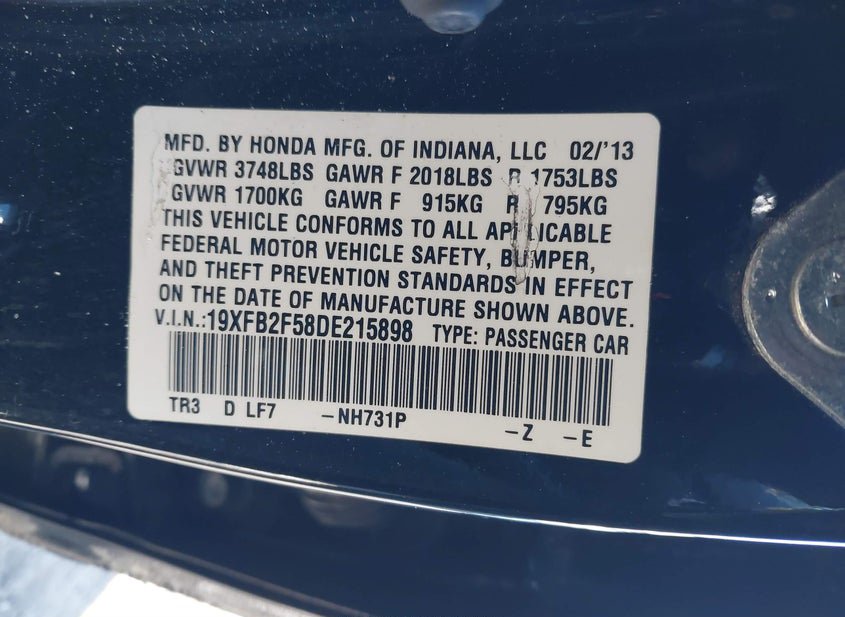 MFD. BY HONDA MFG. OF INDIANA, LLC 02/'13
GVWR 3748LBS GAWR F 2018LBS R 1753LBS
GVWR 1700KG GAWR F 915KG R 795KG
THIS VEHICLE CONFORMS TO ALL APPLICABLE
FEDERAL MOTOR VEHICLE SAFETY, BUMPER,
AND THEFT PREVENTION STANDARDS IN EFFECT
ON THE DATE OF MANUFACTURE SHOWN ABOVE.
V.I.N.:19XFB2F58DE215898 TYPE: PASSENGER CAR
TR3 D LF7 -NH731P -Z -E